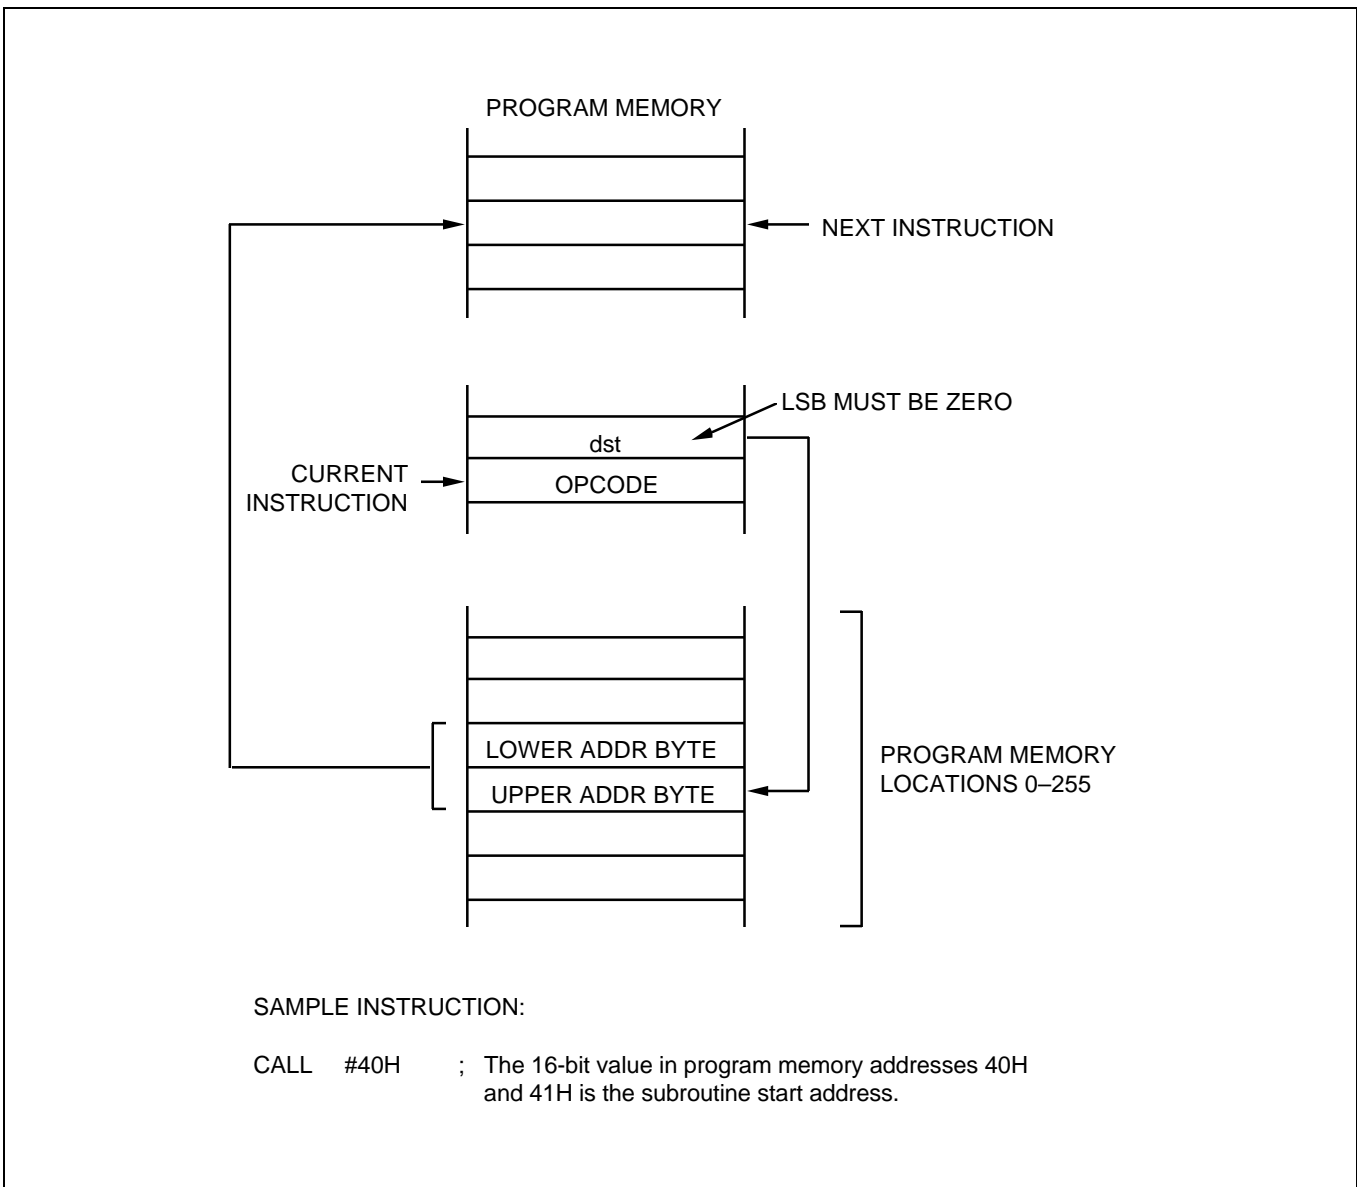 PROGRAM MEMORY
NEXT INSTRUCTION
LSB MUST BE ZERO
dst
CURRENT
INSTRUCTION
OPCODE
LOWER ADDR BYTE
UPPER ADDR BYTE
PROGRAM MEMORY
LOCATIONS 0–255
SAMPLE INSTRUCTION:
CALL #40H ; The 16-bit value in program memory addresses 40H
and 41H is the subroutine start address.